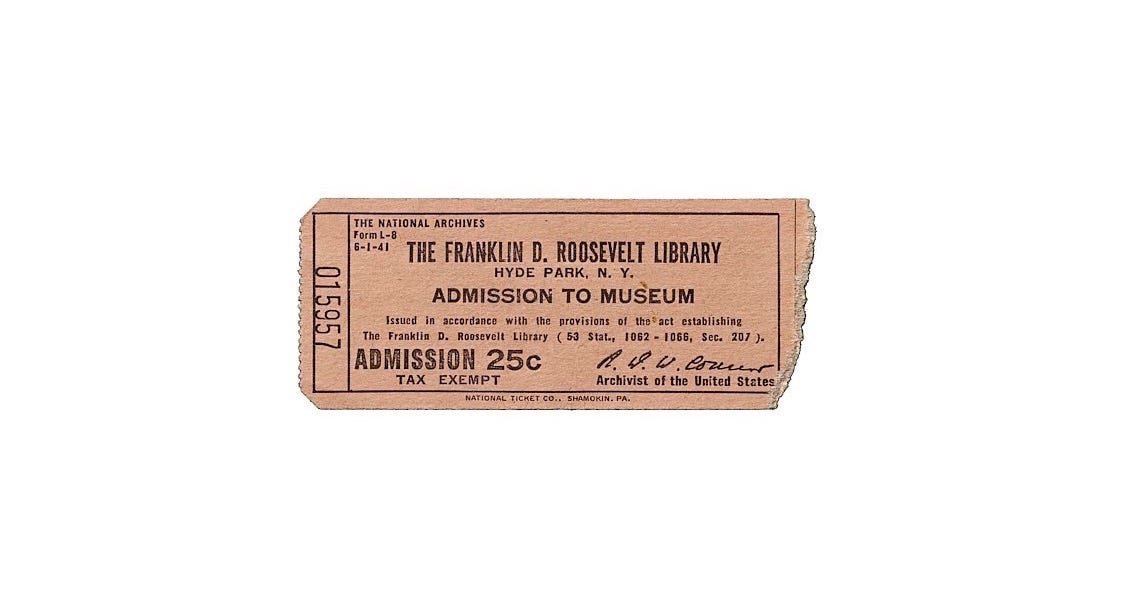 THE NATIONAL ARCHIVES
Form L-8
6-1-41
THE FRANKLIN D. ROOSEVELT LIBRARY
HYDE PARK, N. Y.
ADMISSION TO MUSEUM
Issued in accordance with the provisions of the act establishing
The Franklin D. Roosevelt Library ( 53 Stat., 1062 - 1066, Sec. 207 ).
ADMISSION 25c
TAX EXEMPT
R. D. W. Connor
Archivist of the United States
NATIONAL TICKET CO., SHAMOKIN, PA.
015957